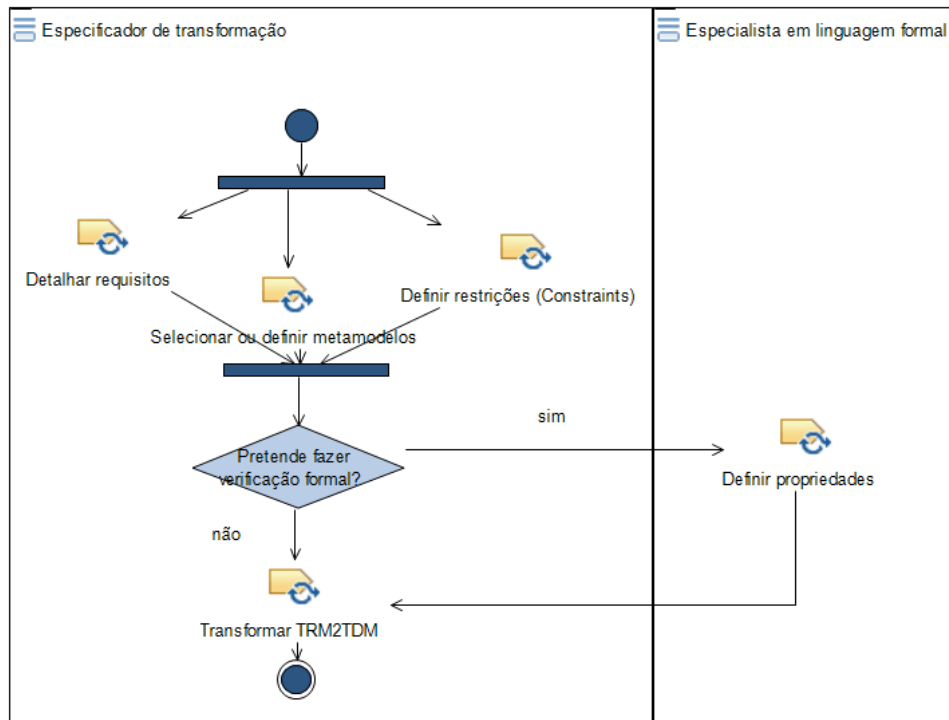 Especificador de transformação
Especialista em linguagem formal
Detalhar requisitos
Definir restrições (Constraints)
Selecionar ou definir metamodelos
sim
Pretende fazer
verificação formal?
Definir propriedades
não
Transformar TRM2TDM